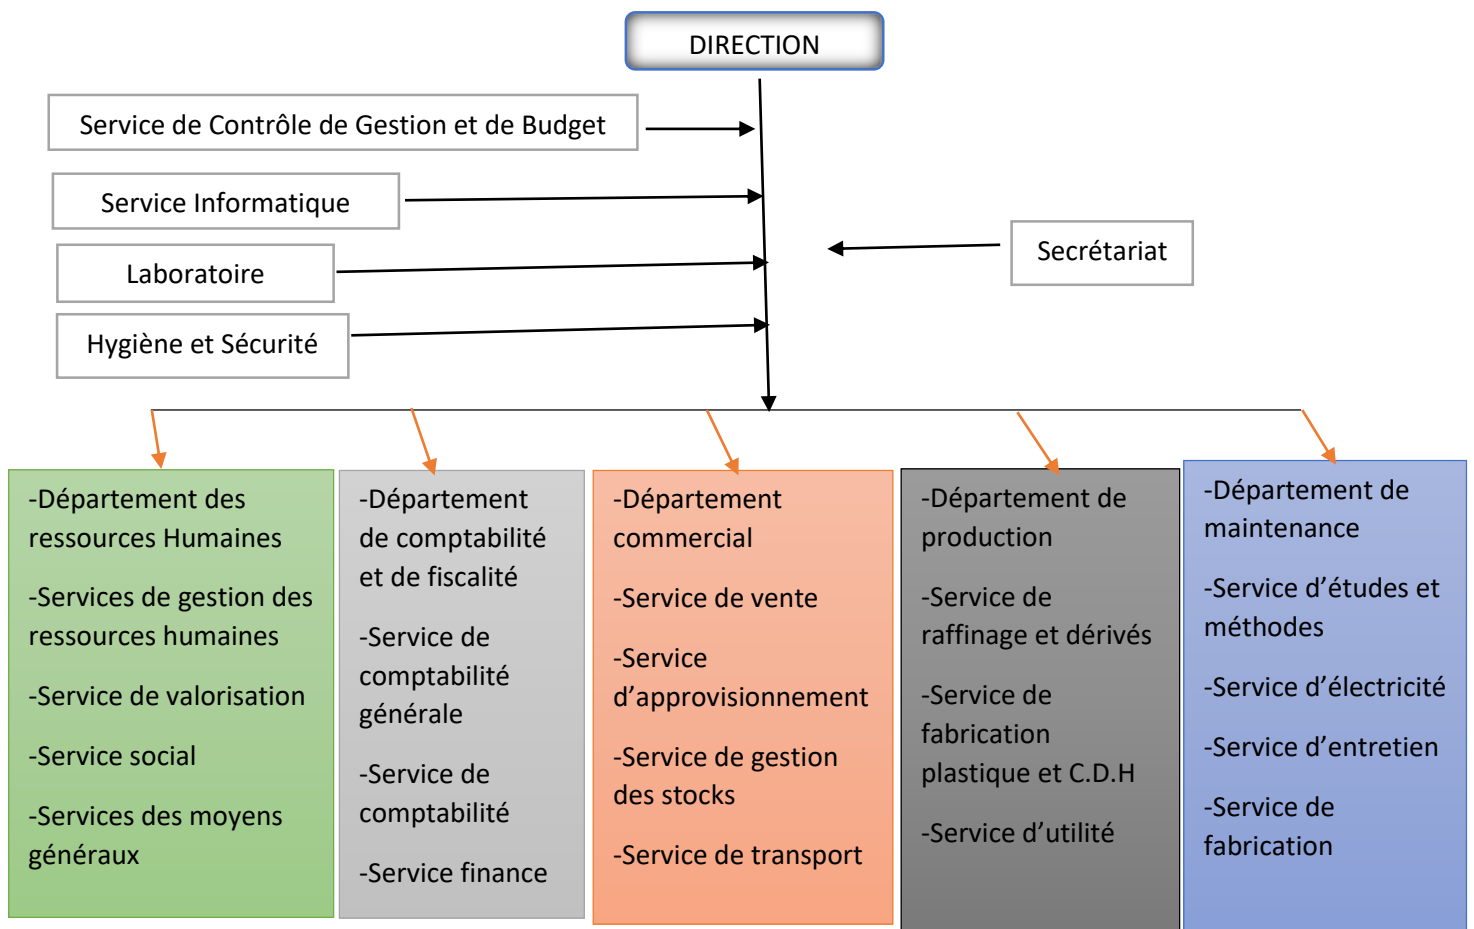 DIRECTION
Service de Contrôle de Gestion et de Budget
Service Informatique
Secrétariat
Laboratoire
Hygiène et Sécurité
-Département des
ressources Humaines
-Services de gestion des
ressources humaines
-Service de valorisation
-Service social
-Services des moyens
généraux
-Département
de comptabilité
et de fiscalité
-Service de
comptabilité
générale
-Service de
comptabilité
-Service finance
-Département
commercial
-Service de vente
-Service
d’approvisionnement
-Service de gestion
des stocks
-Service de transport
-Département de
production
-Service de
raffinage et dérivés
-Service de
fabrication
plastique et C.D.H
-Service d’utilité
-Département de
maintenance
-Service d’études et
méthodes
-Service d’électricité
-Service d’entretien
-Service de
fabrication